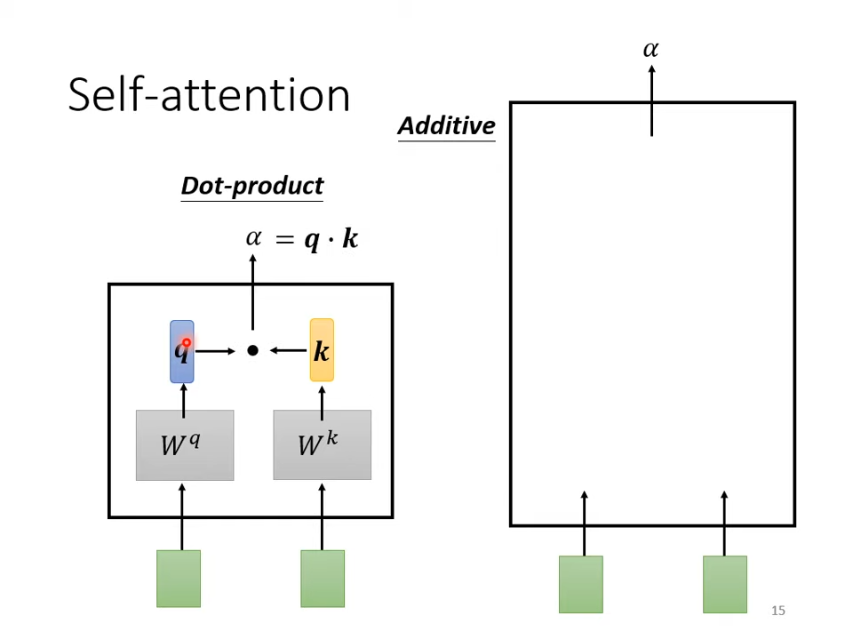 Self-attention
Dot-product
α = q · k
q
k
W^q
W^k
Additive
α
15